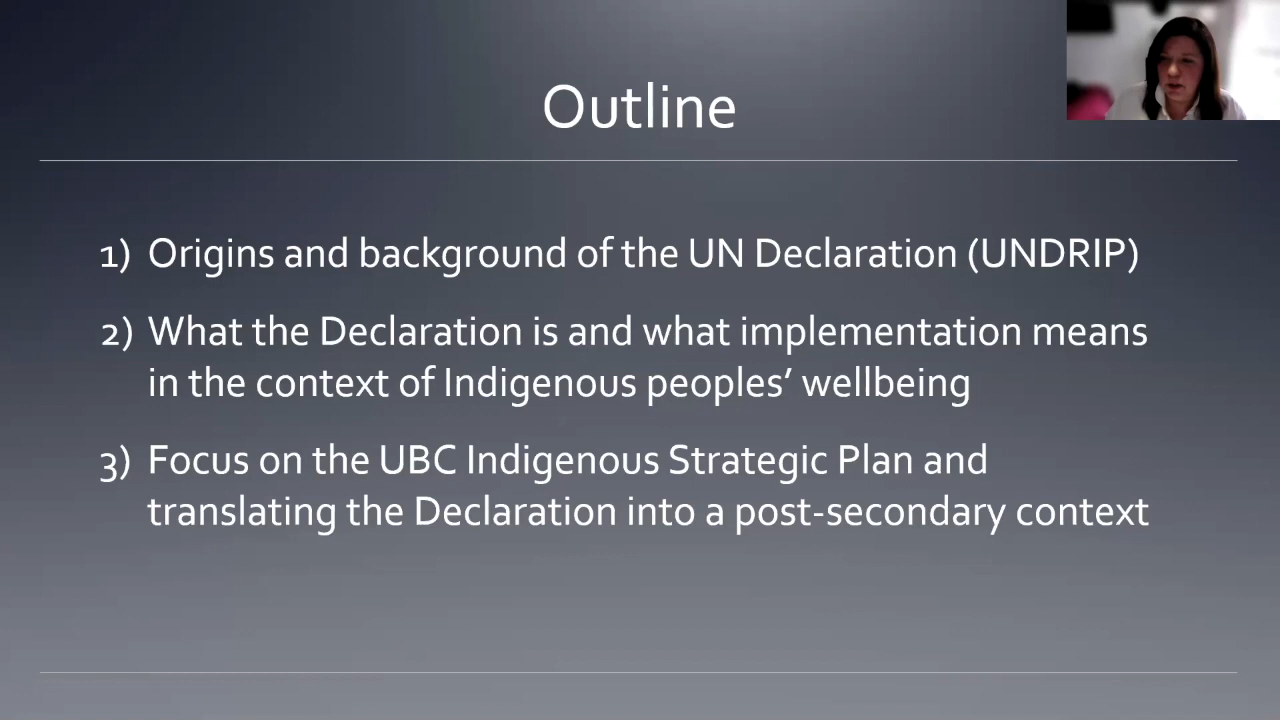 Outline
1) Origins and background of the UN Declaration (UNDRIP)
2) What the Declaration is and what implementation means
in the context of Indigenous peoples’ wellbeing
3) Focus on the UBC Indigenous Strategic Plan and
translating the Declaration into a post-secondary context